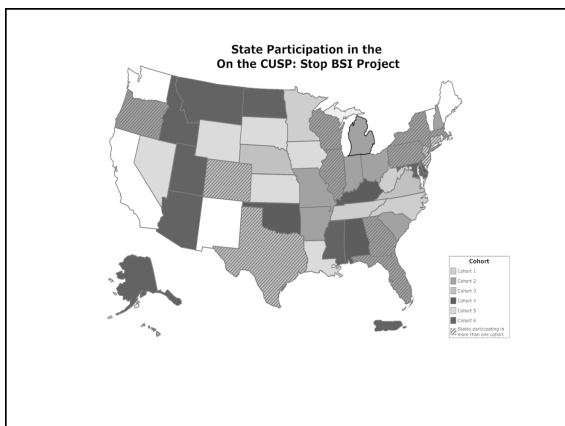 State Participation in the
On the CUSP: Stop BSI Project
Cohort
Cohort 1
Cohort 2
Cohort 3
Cohort 4
Cohort 5
Cohort 6
States participating in
more than one cohort